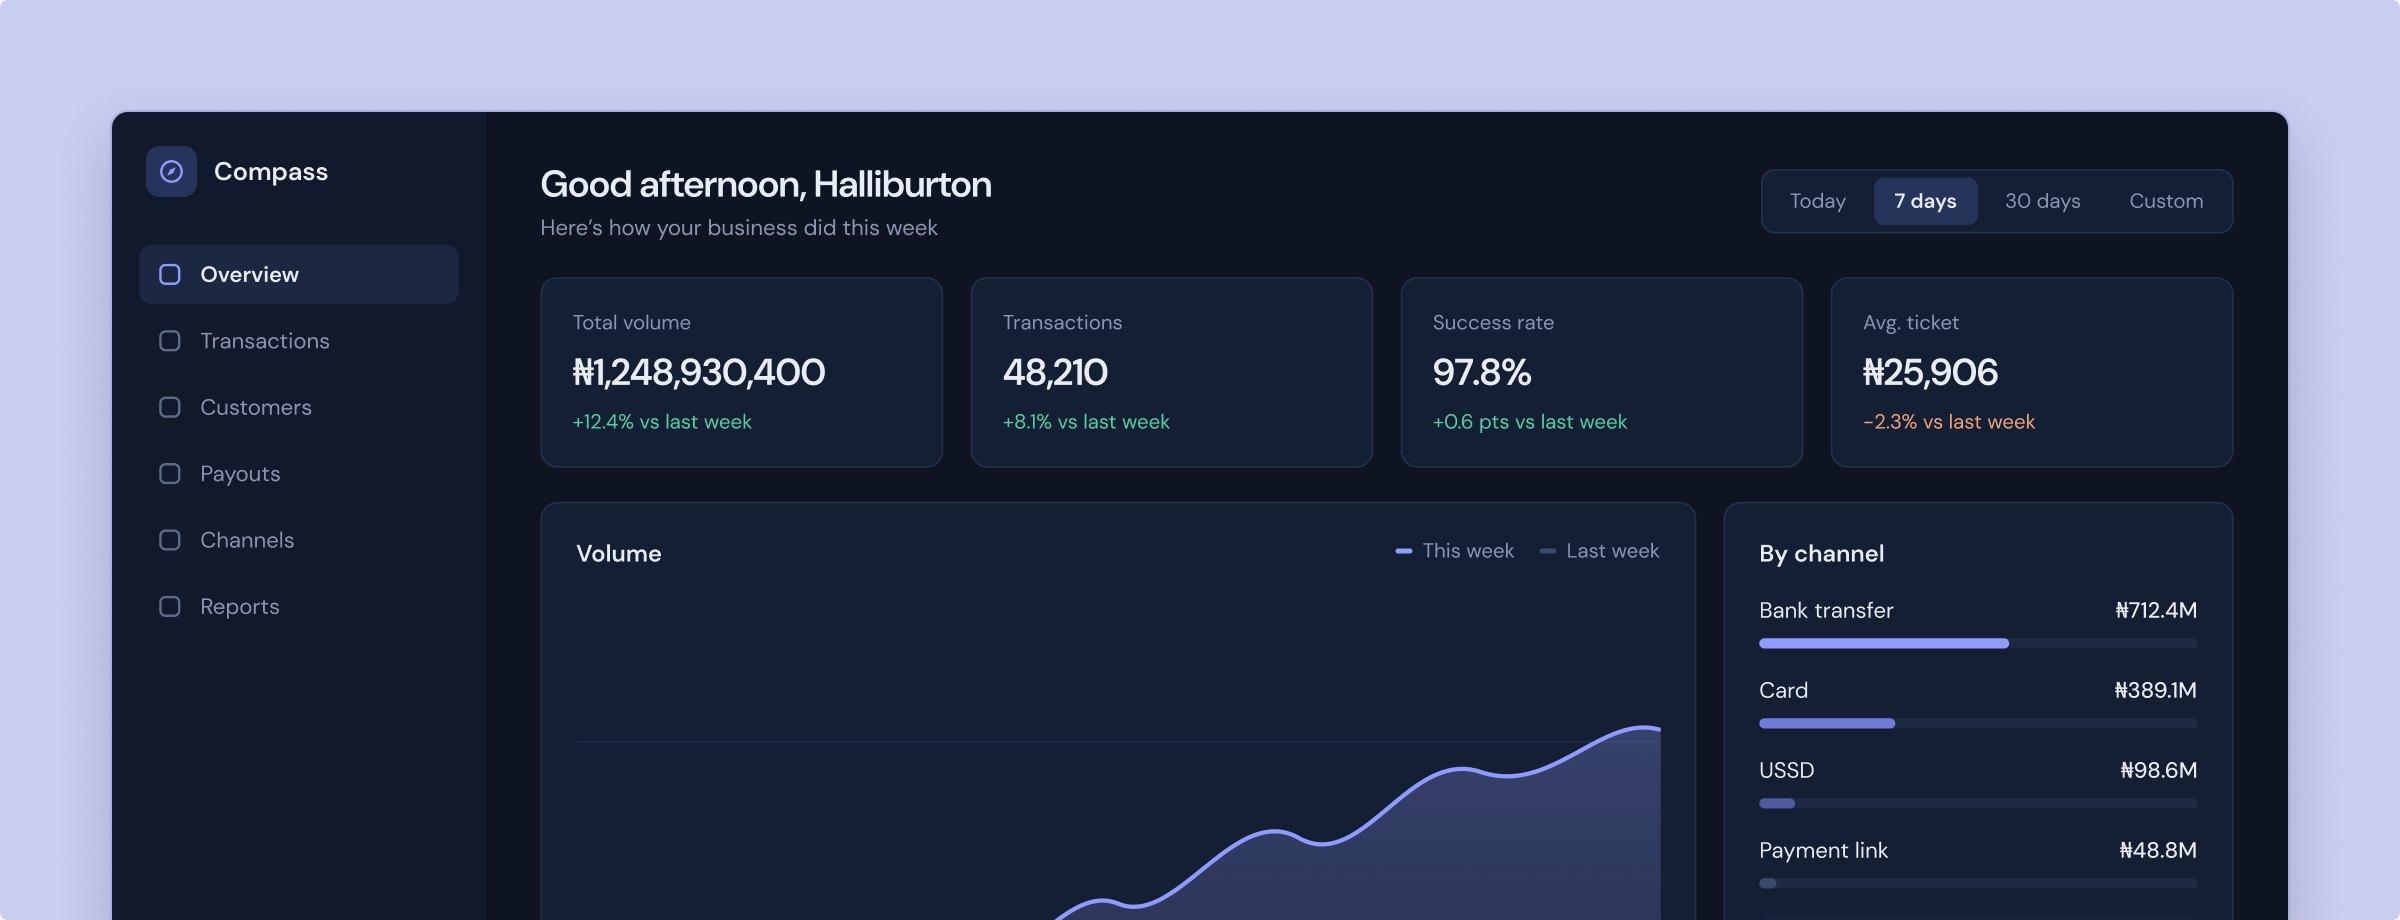 Compass
Overview
Transactions
Customers
Payouts
Channels
Reports
Good afternoon, Halliburton
Here’s how your business did this week
Today 7 days 30 days Custom
Total volume
₦1,248,930,400
+12.4% vs last week
Transactions
48,210
+8.1% vs last week
Success rate
97.8%
+0.6 pts vs last week
Avg. ticket
₦25,906
−2.3% vs last week
Volume
This week Last week
By channel
Bank transfer ₦712.4M
Card ₦389.1M
USSD ₦98.6M
Payment link ₦48.8M